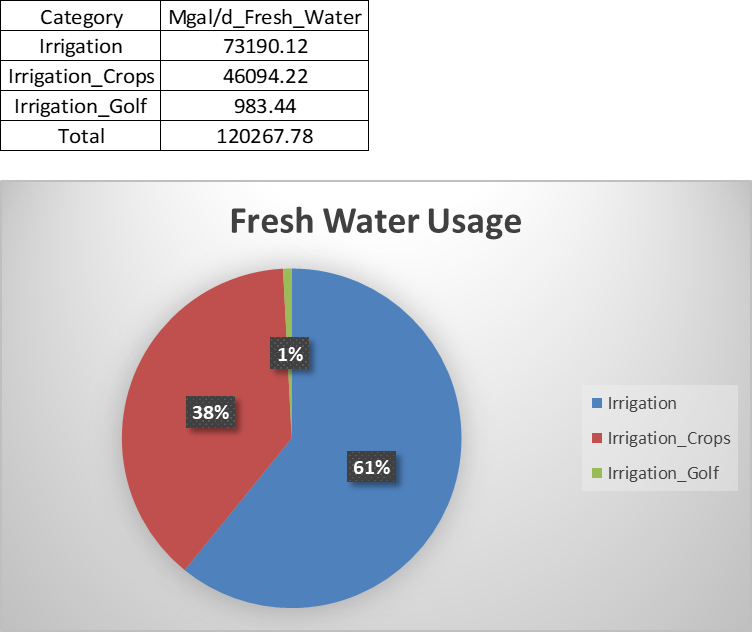 Category Mgal/d_Fresh_Water
Irrigation 73190.12
Irrigation_Crops 46094.22
Irrigation_Golf 983.44
Total 120267.78
Fresh Water Usage
1%
38%
61%
Irrigation
Irrigation_Crops
Irrigation_Golf